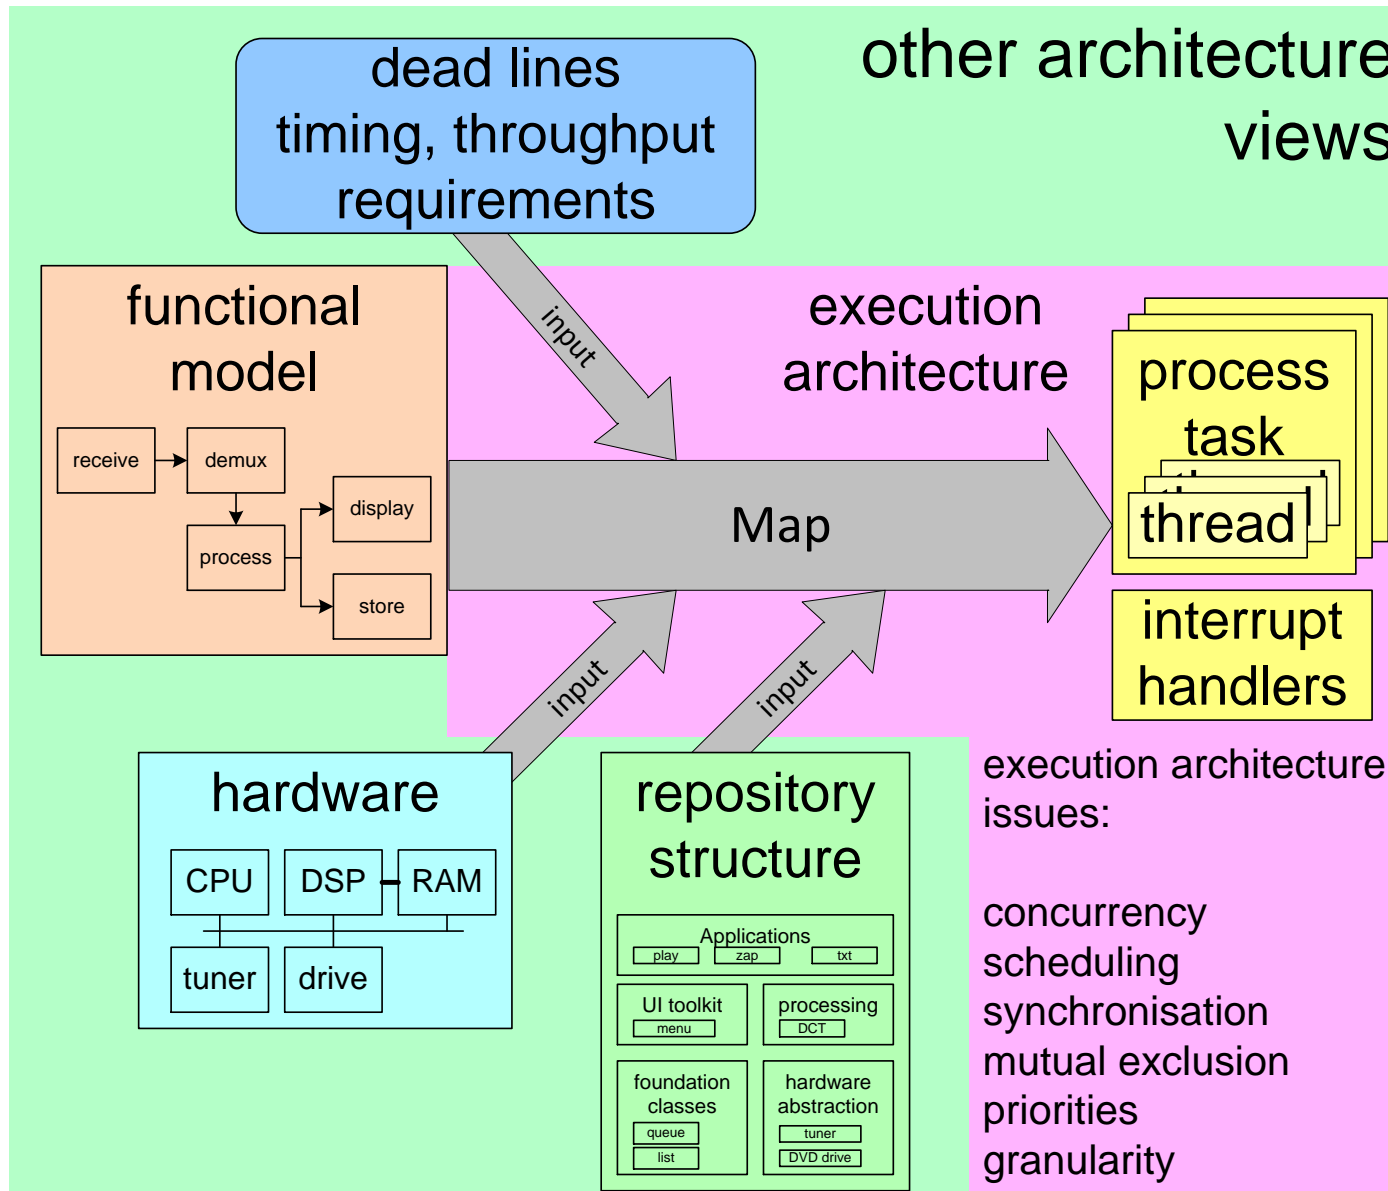 other architecture
views
dead lines
timing, throughput
requirements
input
functional
model
receive
demux
process
display
store
execution
architecture
Map
process
task
thread
interrupt
handlers
input
input
hardware
CPU
DSP
RAM
tuner
drive
repository
structure
Applications
play
zap
txt
UI toolkit
menu
processing
DCT
foundation
classes
queue
list
hardware
abstraction
tuner
DVD drive
execution architecture
issues:
concurrency
scheduling
synchronisation
mutual exclusion
priorities
granularity